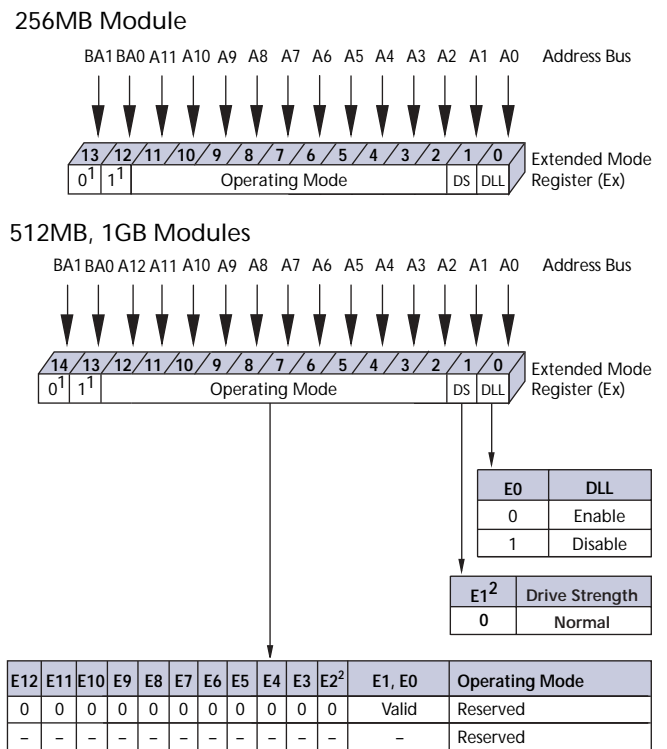 256MB Module
BA1 BA0 A11 A10 A9 A8 A7 A6 A5 A4 A3 A2 A1 A0 Address Bus
13 12 11 10 9 8 7 6 5 4 3 2 1 0 Extended Mode
0¹ 1¹ Operating Mode DS DLL Register (Ex)
512MB, 1GB Modules
BA1 BA0 A12 A11 A10 A9 A8 A7 A6 A5 A4 A3 A2 A1 A0 Address Bus
14 13 12 11 10 9 8 7 6 5 4 3 2 1 0 Extended Mode
0¹ 1¹ Operating Mode DS DLL Register (Ex)
E0 DLL
0 Enable
1 Disable
E1² Drive Strength
0 Normal
E12 E11 E10 E9 E8 E7 E6 E5 E4 E3 E2² E1, E0 Operating Mode
0 0 0 0 0 0 0 0 0 0 0 Valid Reserved
– – – – – – – – – – – – Reserved